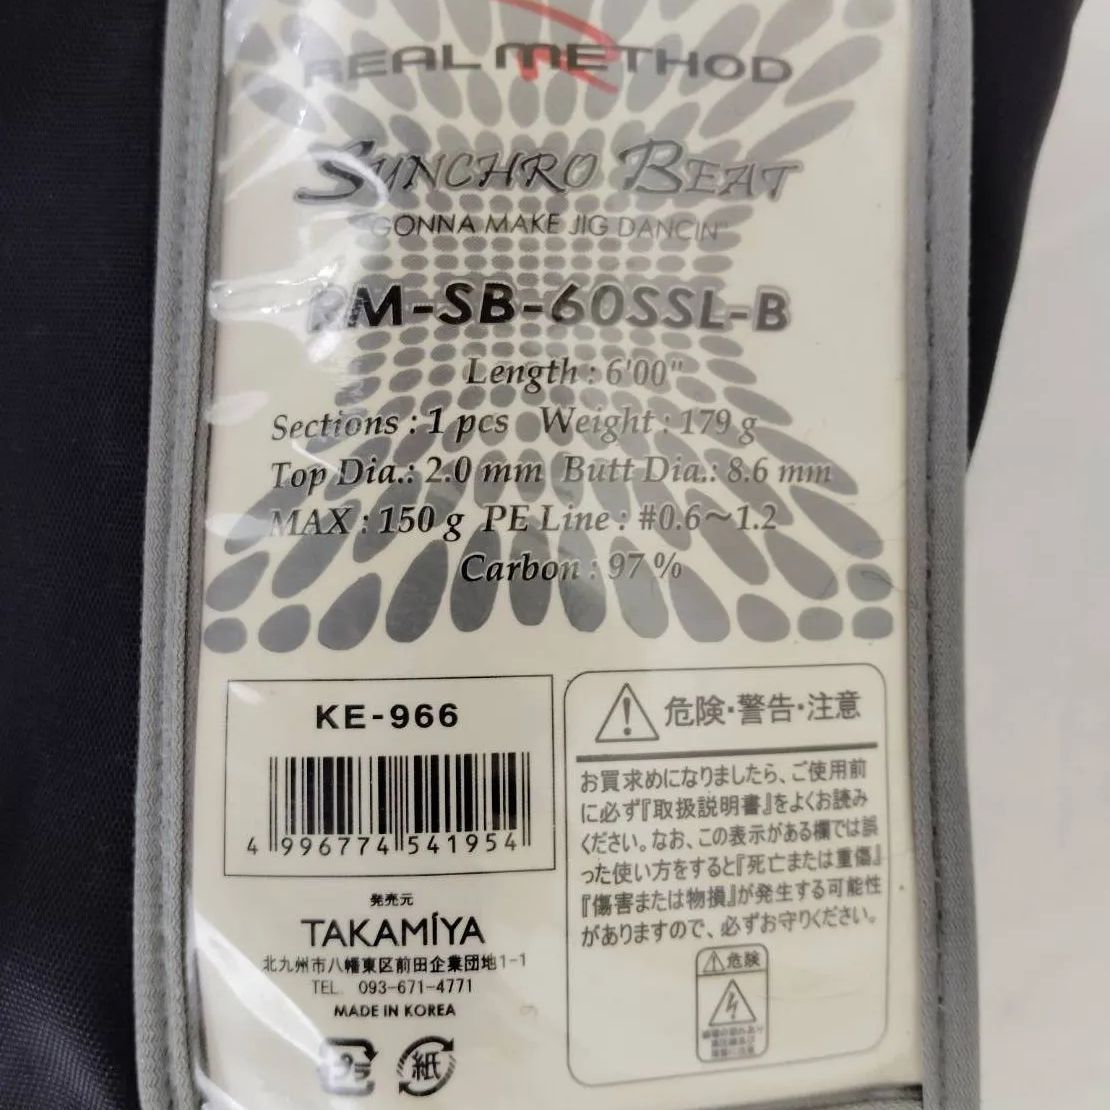 REAL METHOD
SYNCHRO BEAT
"GONNA MAKE JIG DANCIN"
RM-SB-60SSL-B
Length : 6'00"
Sections : 1 pcs Weight : 179 g
Top Dia.: 2.0 mm Butt Dia.: 8.6 mm
MAX : 150 g PE Line : #0.6〜1.2
Carbon : 97 %
KE-966
4 996774 541954
発売元
TAKAMÍYA
北九州市八幡東区前田企業団地1-1
TEL. 093-671-4771
MADE IN KOREA
プラ
紙
危険・警告・注意
お買求めになりましたら、ご使用前
に必ず『取扱説明書』をよくお読み
ください。なお、この表示がある欄では誤
った使い方をすると『死亡または重傷』
『傷害または物損』が発生する可能性
がありますので、必ずお守りください。
危険